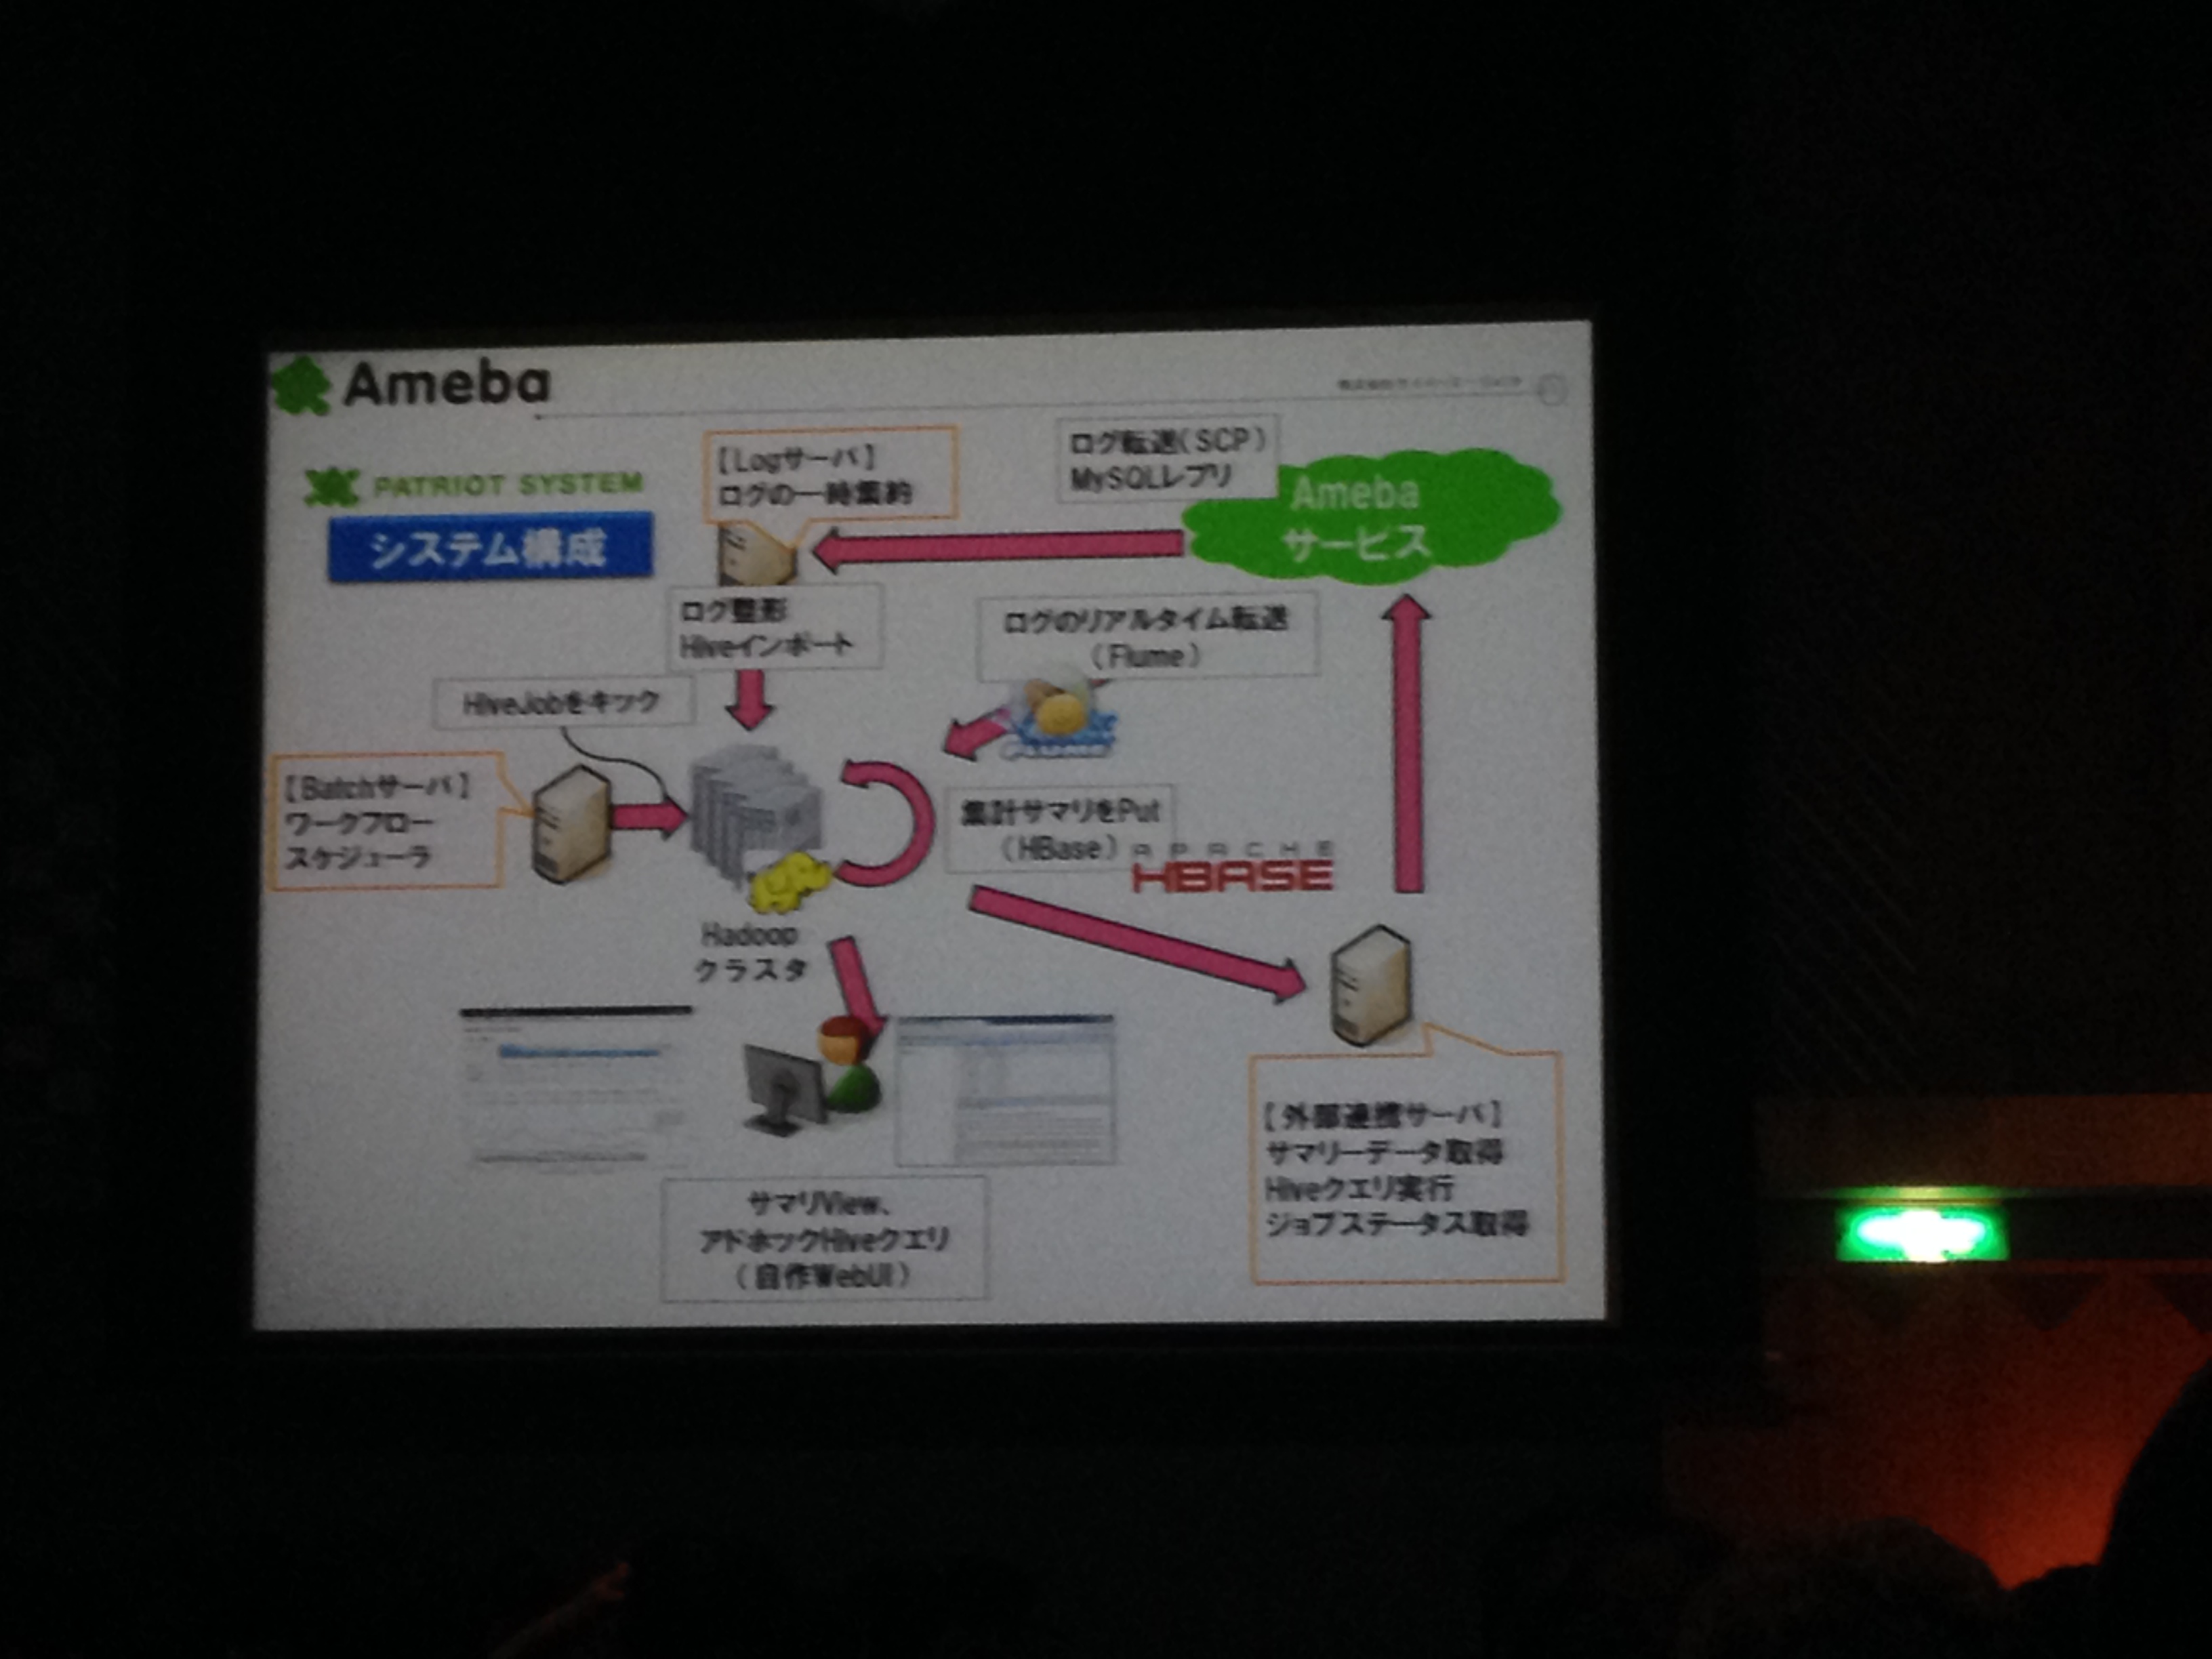 Ameba
PATRIOT SYSTEM
システム構成
【Logサーバ】
ログの一時集約
ログ転送(SCP)
MySQLレプリ
Ameba
サービス
ログ整形
Hiveインポート
ログのリアルタイム転送
(Flume)
HiveJobをキック
【Batchサーバ】
ワークフロー
スケジューラ
集計サマリをPut
(HBase)
APACHE
HBASE
Hadoop
クラスタ
【外部連携サーバ】
サマリーデータ取得
Hiveクエリ実行
ジョブステータス取得
サマリView、
アドホックHiveクエリ
(自作WebUI)